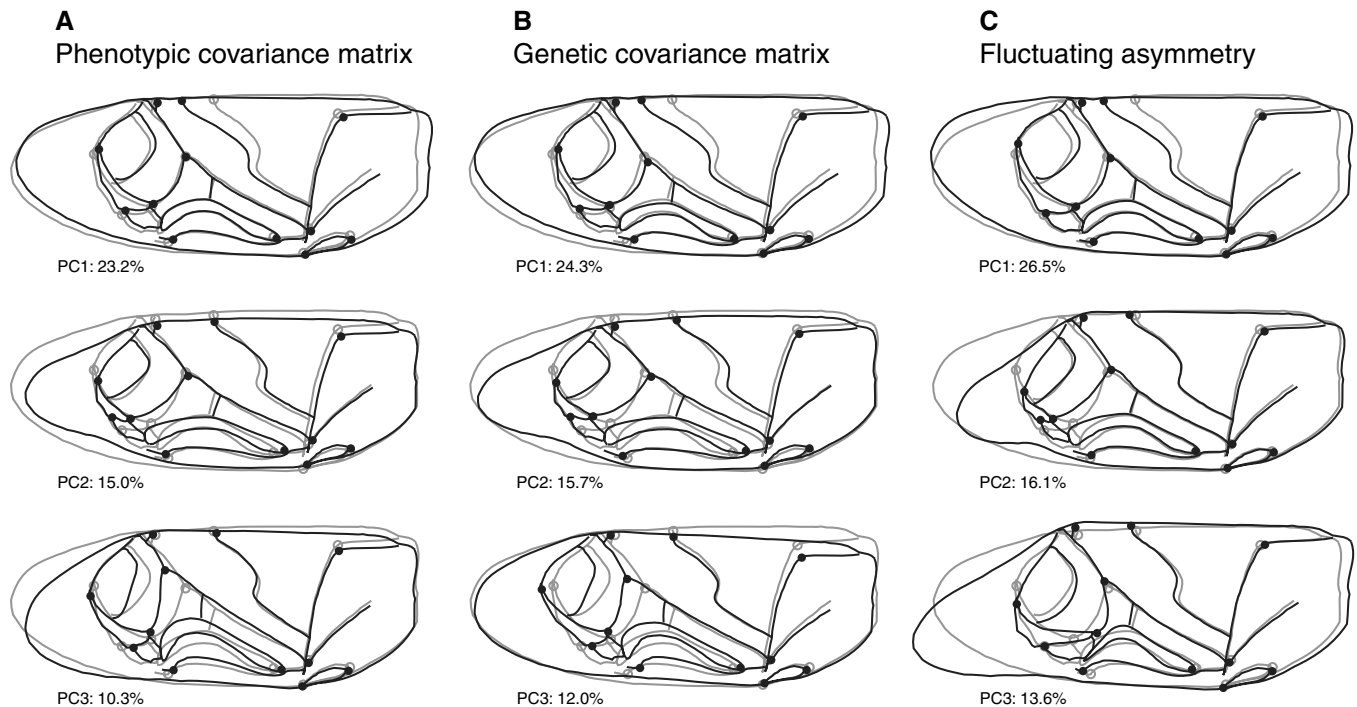 A
Phenotypic covariance matrix
B
Genetic covariance matrix
C
Fluctuating asymmetry
PC1: 23.2%
PC1: 24.3%
PC1: 26.5%
PC2: 15.0%
PC2: 15.7%
PC2: 16.1%
PC3: 10.3%
PC3: 12.0%
PC3: 13.6%